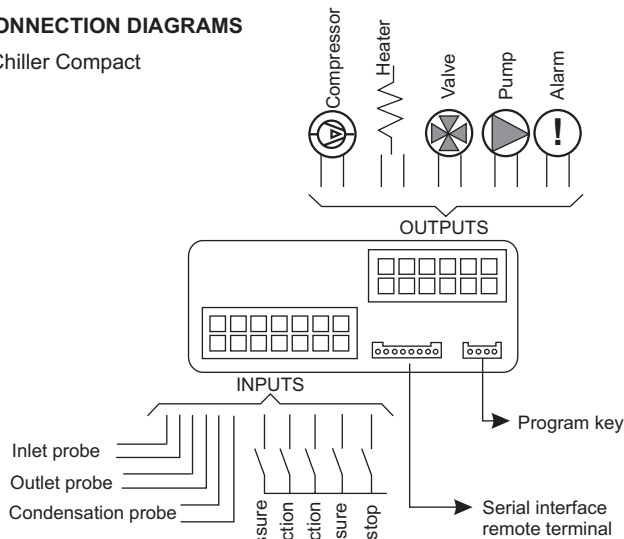 ONNECTION DIAGRAMS
Chiller Compact
Compressor
Heater
Valve
Pump
Alarm
!
OUTPUTS
INPUTS
Program key
Inlet probe
Outlet probe
Condensation probe
Serial interface
remote terminal
stop